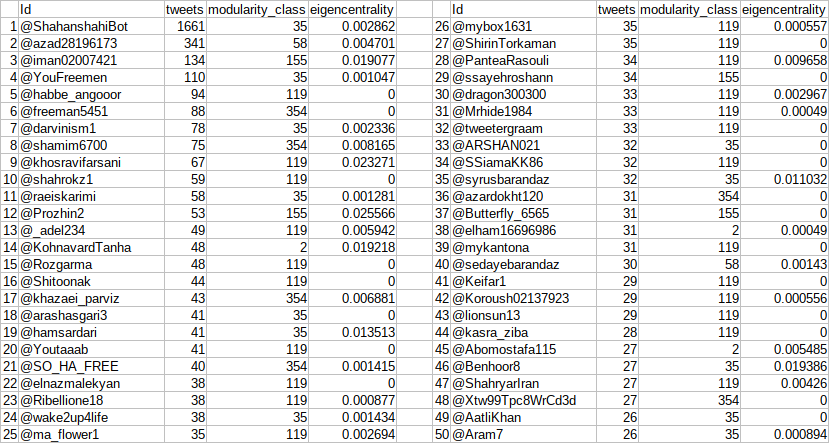 Id tweets modularity_class eigencentrality Id tweets modularity_class eigencentrality
1 @ShahanshahiBot 1661 35 0.002862 26 @mybox1631 35 119 0.000557
2 @azad28196173 341 58 0.004701 27 @ShirinTorkaman 35 35 0
3 @iman02007421 134 155 0.019077 28 @PanteaRasouli 34 119 0.009658
4 @YouFreemen 110 35 0.001047 29 @ssayehroshann 34 155 0
5 @habbe_angooor 94 119 0 30 @dragon300300 33 119 0.002967
6 @freeman5451 88 354 0 31 @Mrhide1984 33 119 0.00049
7 @darvinism1 78 35 0.002336 32 @tweetergraam 33 119 0
8 @shamim6700 75 354 0.008165 33 @ARSHAN021 32 35 0
9 @khosravifarsani 67 119 0.023271 34 @SSiamaKK86 32 119 0
10 @shahrokz1 59 119 0 35 @syrusbarandaz 32 35 0.011032
11 @raeiskarimi 58 35 0.001281 36 @azardokht120 31 354 0
12 @Prozhin2 53 155 0.025566 37 @Butterfly_6565 31 155 0
13 @_adel234 49 119 0.005942 38 @elham16696986 31 2 0.00049
14 @KohnavardTanha 48 2 0.019218 39 @mykantona 31 119 0
15 @Rozgarma 48 119 0 40 @sedayebarandaz 30 58 0.00143
16 @Shitoonak 44 119 0 41 @Keifar1 29 119 0
17 @khazaei_parviz 43 354 0.006881 42 @Koroush02137923 29 119 0.000556
18 @arashasgari3 41 35 0 43 @lionsun13 29 119 0
19 @hamsardari 41 35 0.013513 44 @kasra_ziba 28 119 0
20 @Youtaaab 41 119 0 45 @Abomostafa115 27 2 0.005485
21 @SO_HA_FREE 40 354 0.001415 46 @Benhoor8 27 35 0.019386
22 @elnazmalekyan 38 119 0 47 @ShahryarIran 27 119 0.00426
23 @Ribellione18 38 119 0.000877 48 @Xtw99Tpc8WrCd3d 27 354 0
24 @wake2up4life 38 35 0.001434 49 @AatliKhan 26 35 0
25 @ma_flower1 35 119 0.002694 50 @Aram7 26 35 0.000894